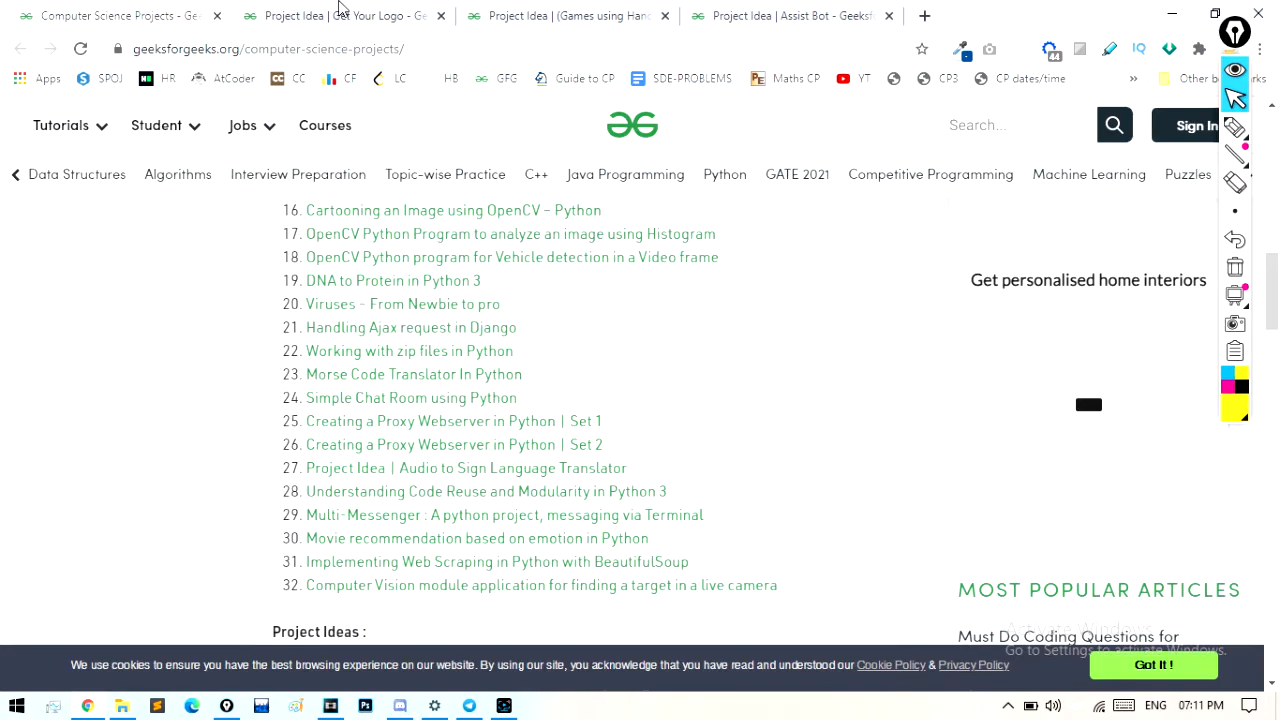 Computer Science Projects - Ge
Project Idea | Get Your Logo - Ge
Project Idea | (Games using Hand
Project Idea | Assist Bot - Geeksf
geeksforgeeks.org/computer-science-projects/
44
IQ
Apps
SPOJ
HR
AtCoder
CC
CF
LC
HB
GFG
Guide to CP
SDE-PROBLEMS
Maths CP
YT
CP3
CP dates/time
»
Other bookmarks
Tutorials
Student
Jobs
Courses
Search...
Sign In
Data Structures
Algorithms
Interview Preparation
Topic-wise Practice
C++
Java Programming
Python
GATE 2021
Competitive Programming
Machine Learning
Puzzles
16. Cartooning an Image using OpenCV – Python
17. OpenCV Python Program to analyze an image using Histogram
18. OpenCV Python program for Vehicle detection in a Video frame
19. DNA to Protein in Python 3
20. Viruses – From Newbie to pro
21. Handling Ajax request in Django
22. Working with zip files in Python
23. Morse Code Translator In Python
24. Simple Chat Room using Python
25. Creating a Proxy Webserver in Python | Set 1
26. Creating a Proxy Webserver in Python | Set 2
27. Project Idea | Audio to Sign Language Translator
28. Understanding Code Reuse and Modularity in Python 3
29. Multi-Messenger : A python project, messaging via Terminal
30. Movie recommendation based on emotion in Python
31. Implementing Web Scraping in Python with BeautifulSoup
32. Computer Vision module application for finding a target in a live camera
Project Ideas :
Get personalised home interiors
MOST POPULAR ARTICLES
Must Do Coding Questions for
Activate Windows
Go to Settings to activate Windows.
We use cookies to ensure you have the best browsing experience on our website. By using our site, you acknowledge that you have read and understood our Cookie Policy & Privacy Policy
Got It !
07:11 PM